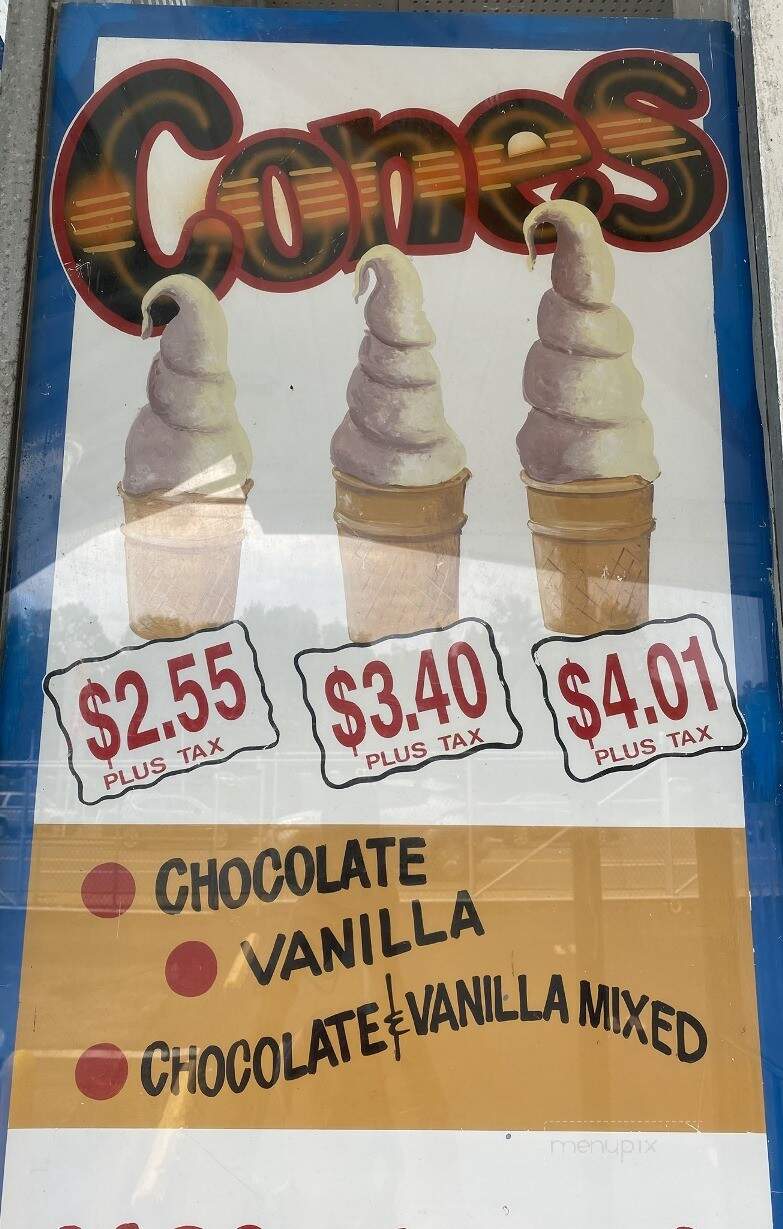 Cones
$2.55
PLUS TAX
$3.40
PLUS TAX
$4.01
PLUS TAX
CHOCOLATE
VANILLA
CHOCOLATE & VANILLA MIXED
menupix